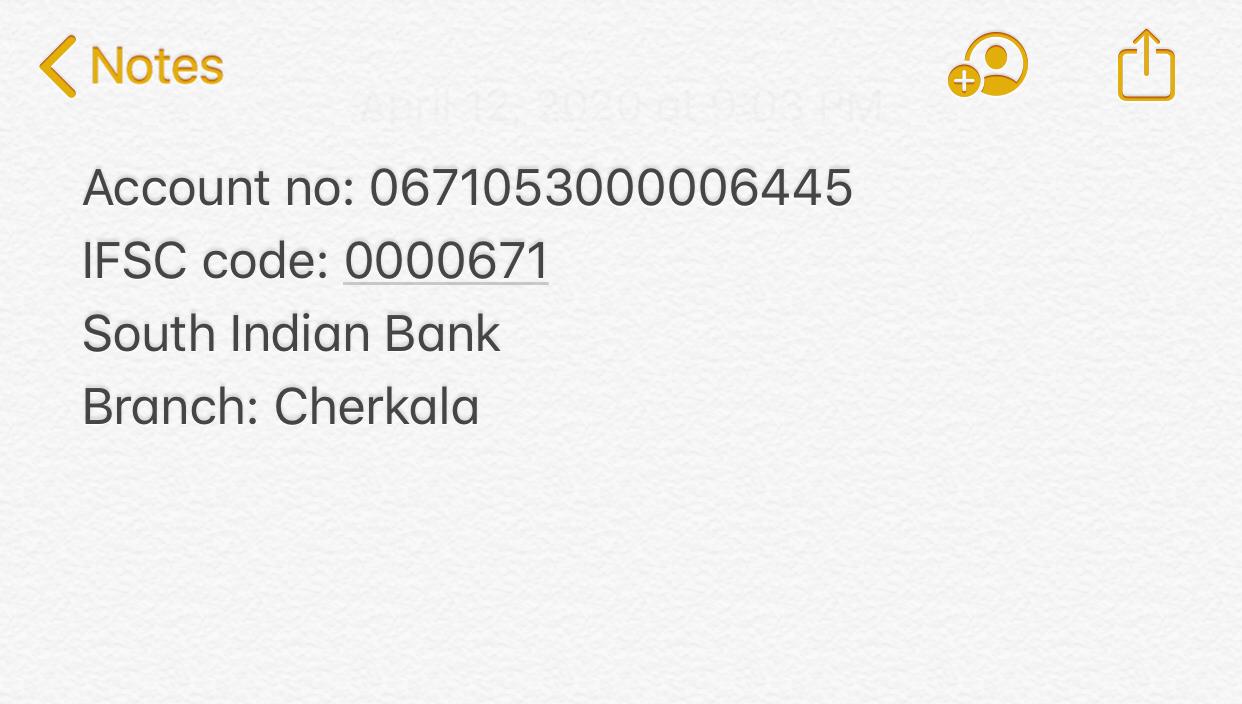 Notes
April 12, 2020 at 9:03 PM
Account no: 0671053000006445
IFSC code: 0000671
South Indian Bank
Branch: Cherkala